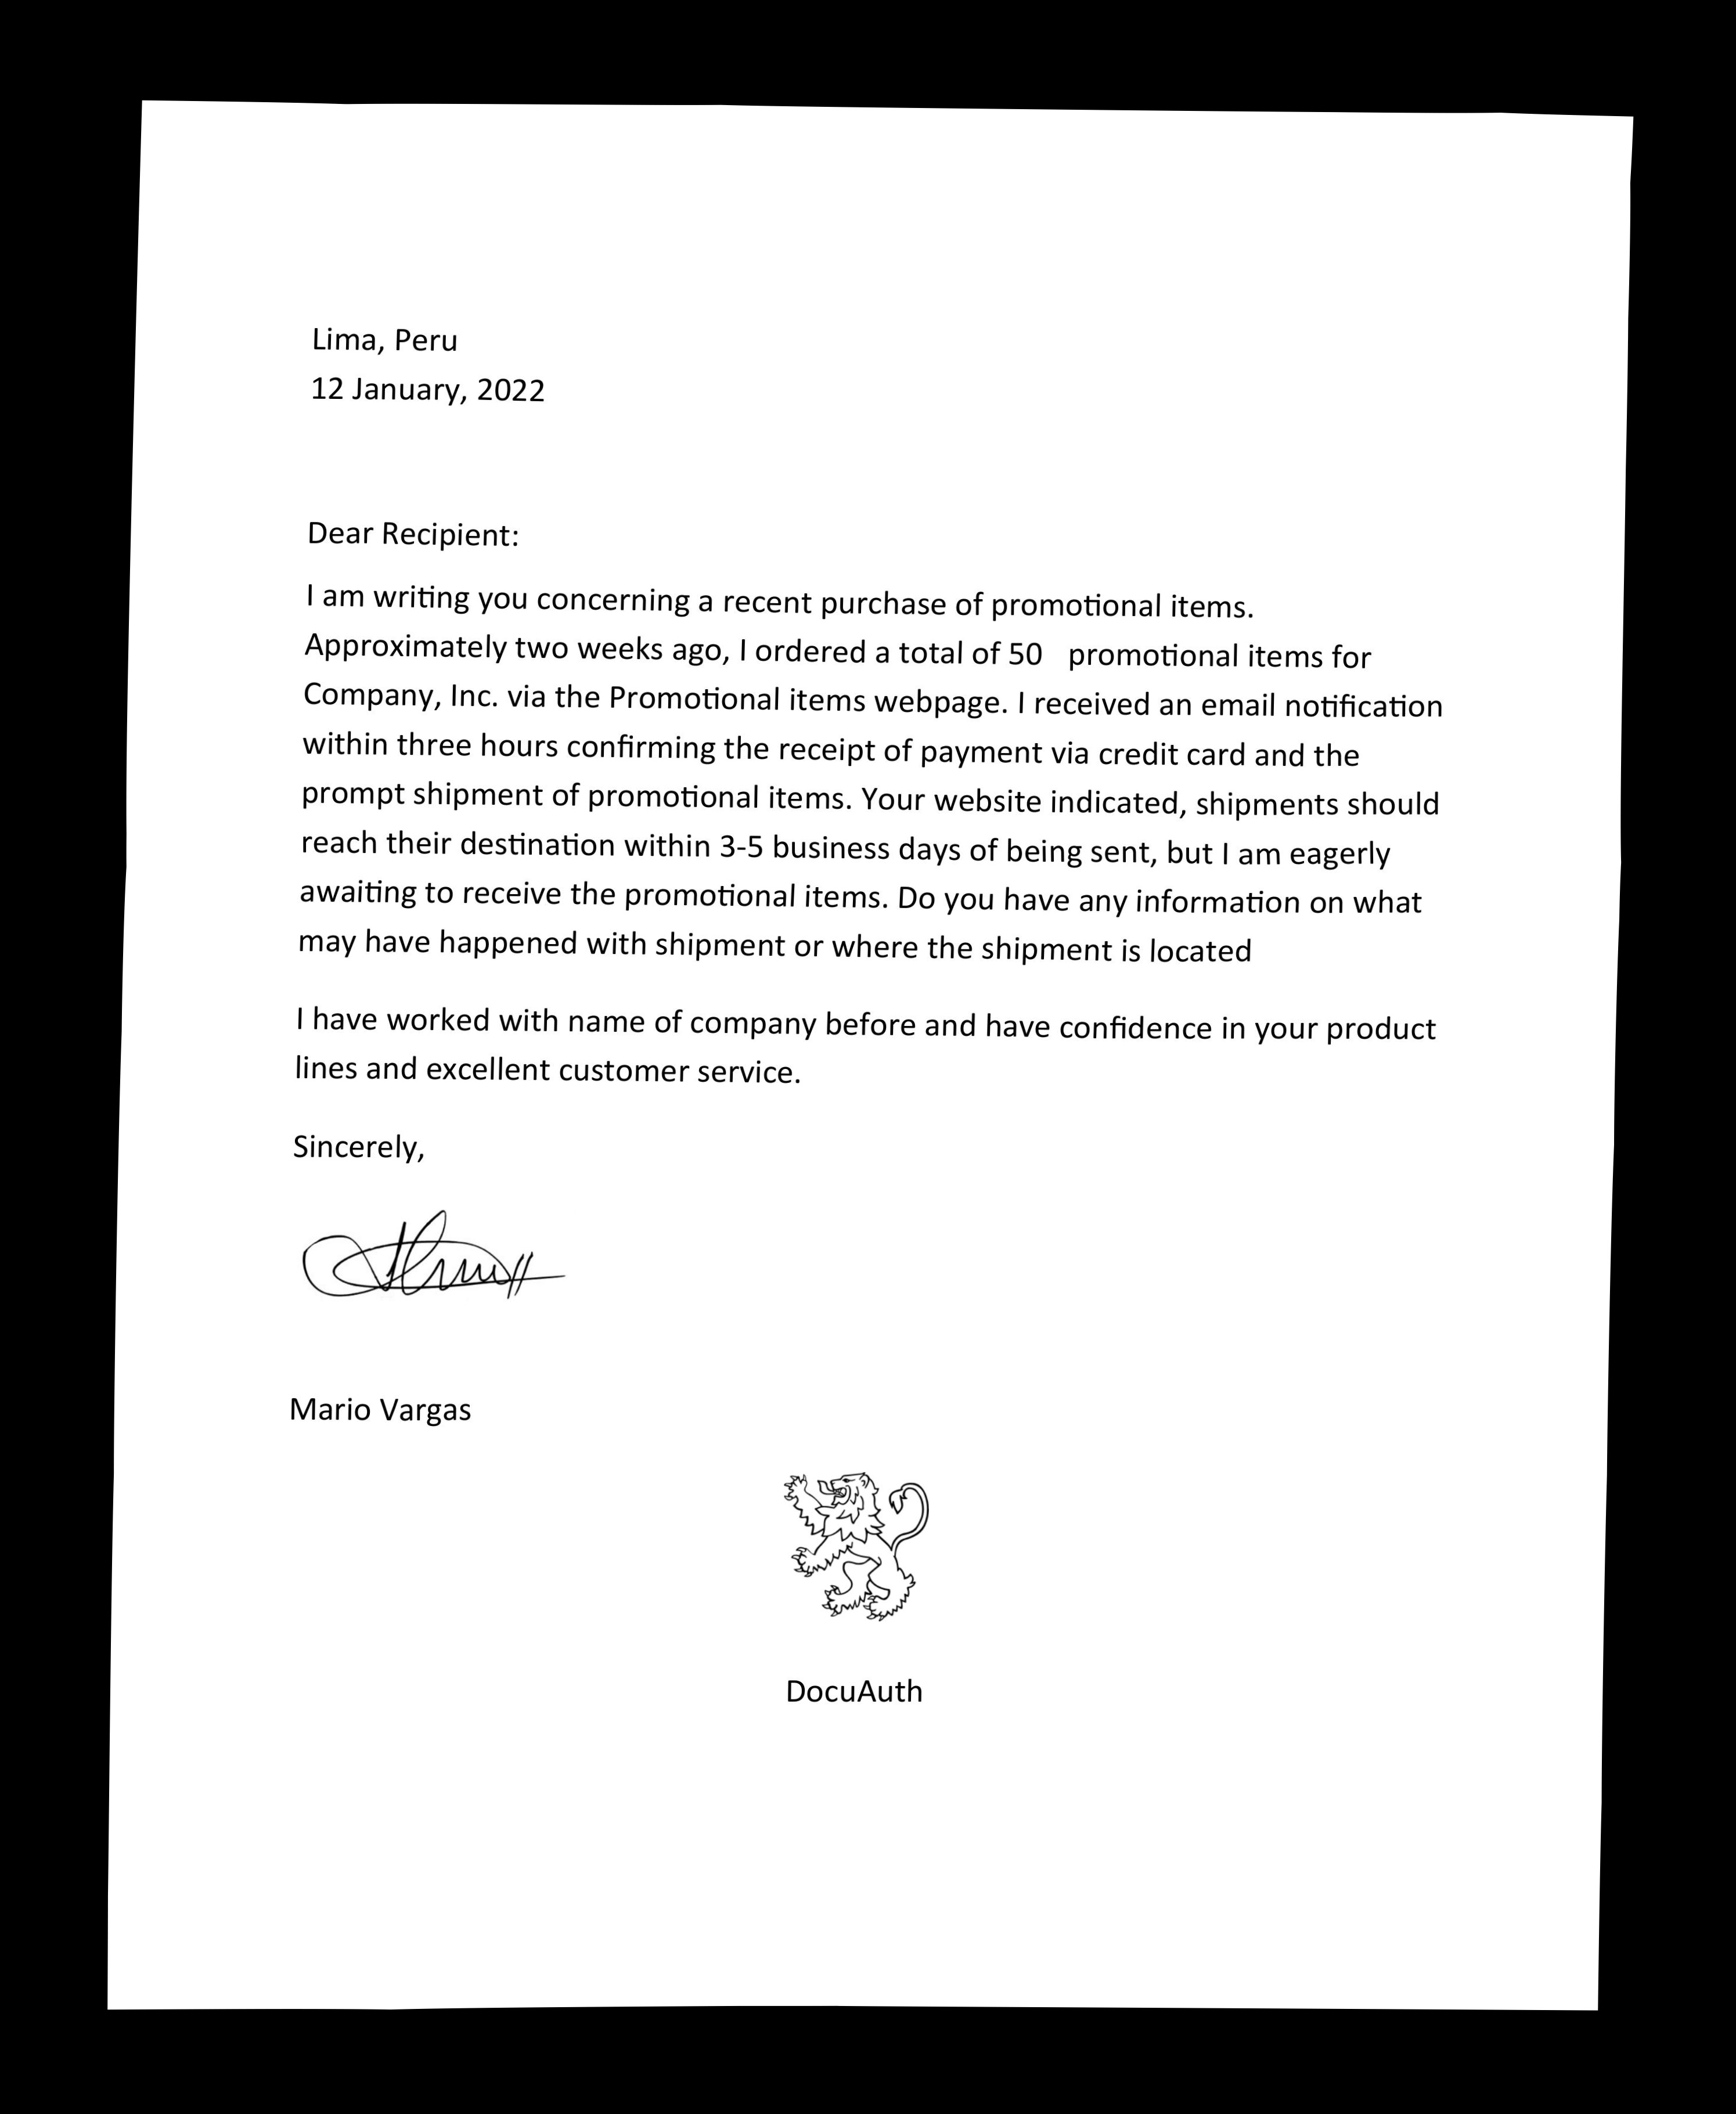 Lima, Peru
12 January, 2022
Dear Recipient:
I am writing you concerning a recent purchase of promotional items.
Approximately two weeks ago, I ordered a total of 50   promotional items for
Company, Inc. via the Promotional items webpage. I received an email notification
within three hours confirming the receipt of payment via credit card and the
prompt shipment of promotional items. Your website indicated, shipments should
reach their destination within 3-5 business days of being sent, but I am eagerly
awaiting to receive the promotional items. Do you have any information on what
may have happened with shipment or where the shipment is located
I have worked with name of company before and have confidence in your product
lines and excellent customer service.
Sincerely,
Mario Vargas
DocuAuth